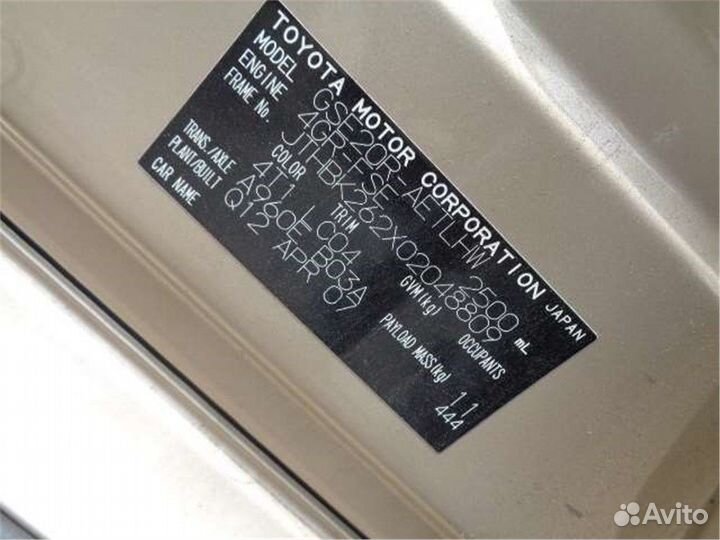 TOYOTA MOTOR CORPORATION JAPAN
MODEL GSE20R-AETLHW
ENGINE 4GR-FSE 2500 mL
FRAME No. JTHBK262X02048809
COLOR TRIM GVM(kg) OCCUPANTS
4T1 LC04
TRANS./AXLE A960E B03A PAYLOAD MASS(kg) 11
PLANT/BUILT Q12 APR 07 444
CAR NAME
Avito